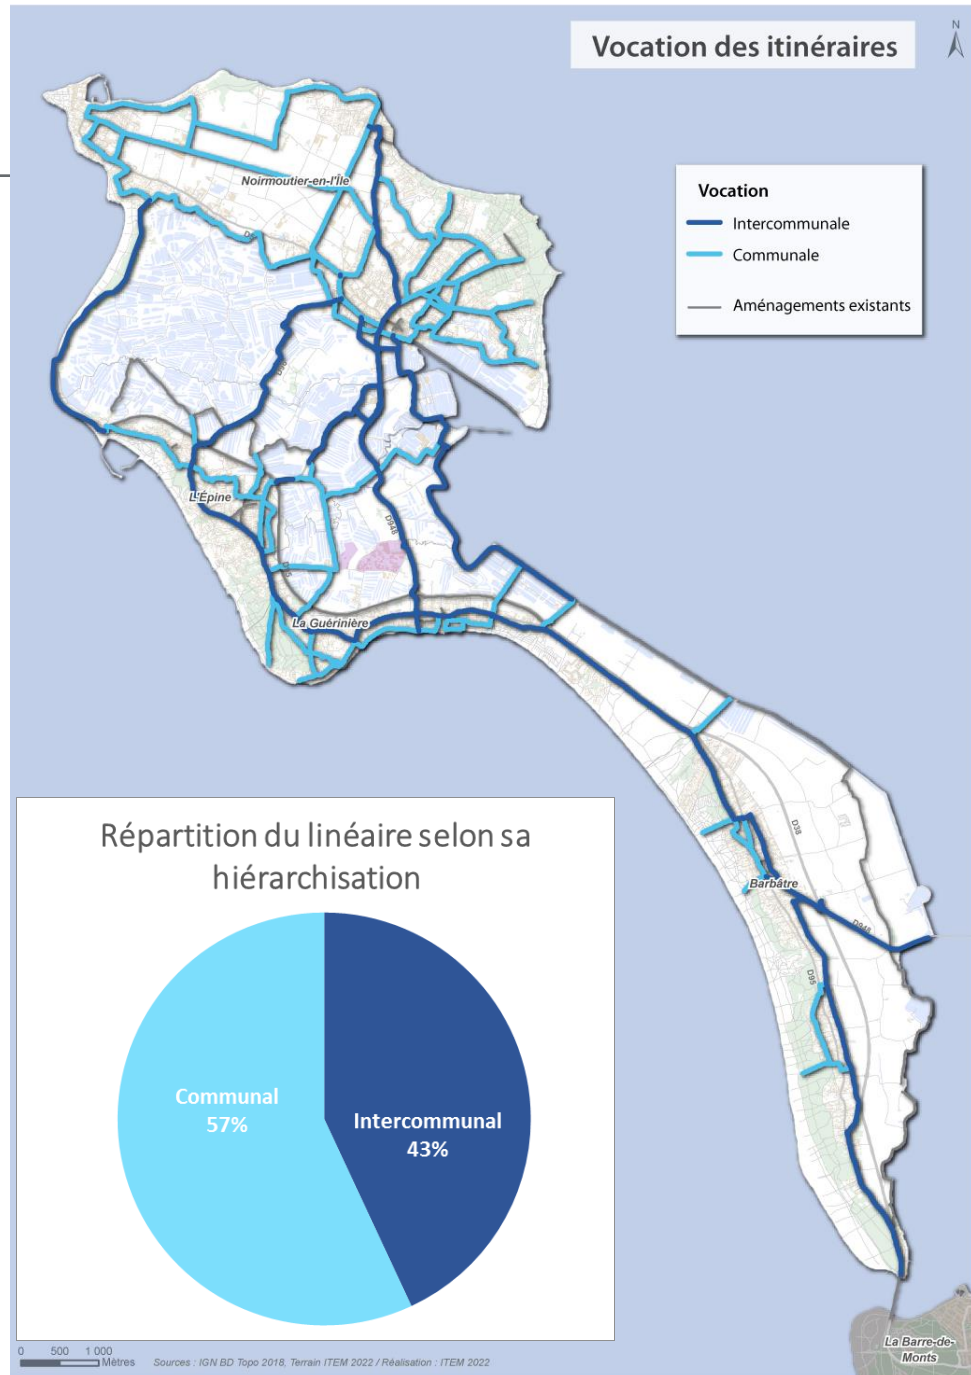 Vocation des itinéraires
N
Vocation
Intercommunale
Communale
Aménagements existants
Noirmoutier-en-l'Île
L'Épine
D948
La Guérinière
D38
Barbâtre
D948
D95
Répartition du linéaire selon sa
hiérarchisation
Communal
57%
Intercommunal
43%
La Barre-de-
Monts
0 500 1 000
Mètres
Sources : IGN BD Topo 2018, Terrain ITEM 2022 / Réalisation : ITEM 2022